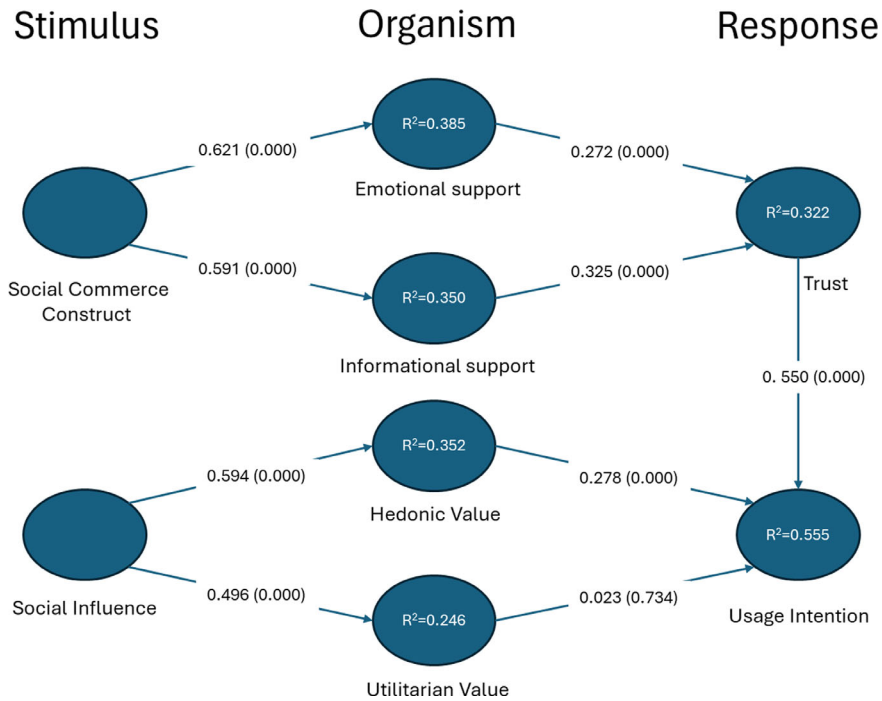 Stimulus
Organism
Response
R²=0.385
0.621 (0.000)
0.272 (0.000)
Emotional support
R²=0.322
0.591 (0.000)
0.325 (0.000)
Social Commerce
Construct
R²=0.350
Trust
Informational support
0. 550 (0.000)
R²=0.352
0.594 (0.000)
0.278 (0.000)
Hedonic Value
R²=0.555
0.496 (0.000)
0.023 (0.734)
Social Influence
R²=0.246
Usage Intention
Utilitarian Value